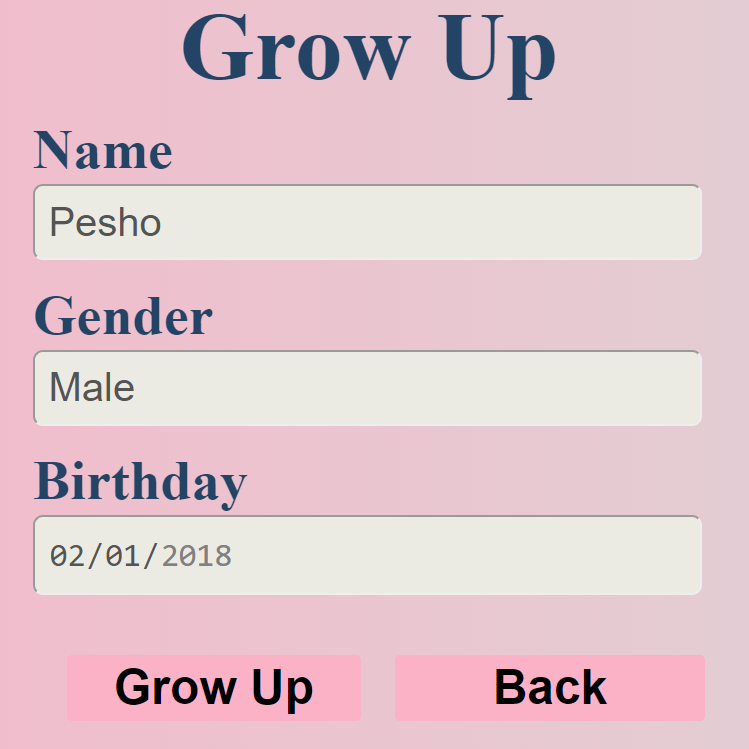 Grow Up
Name
Pesho
Gender
Male
Birthday
02/01/2018
Grow Up Back